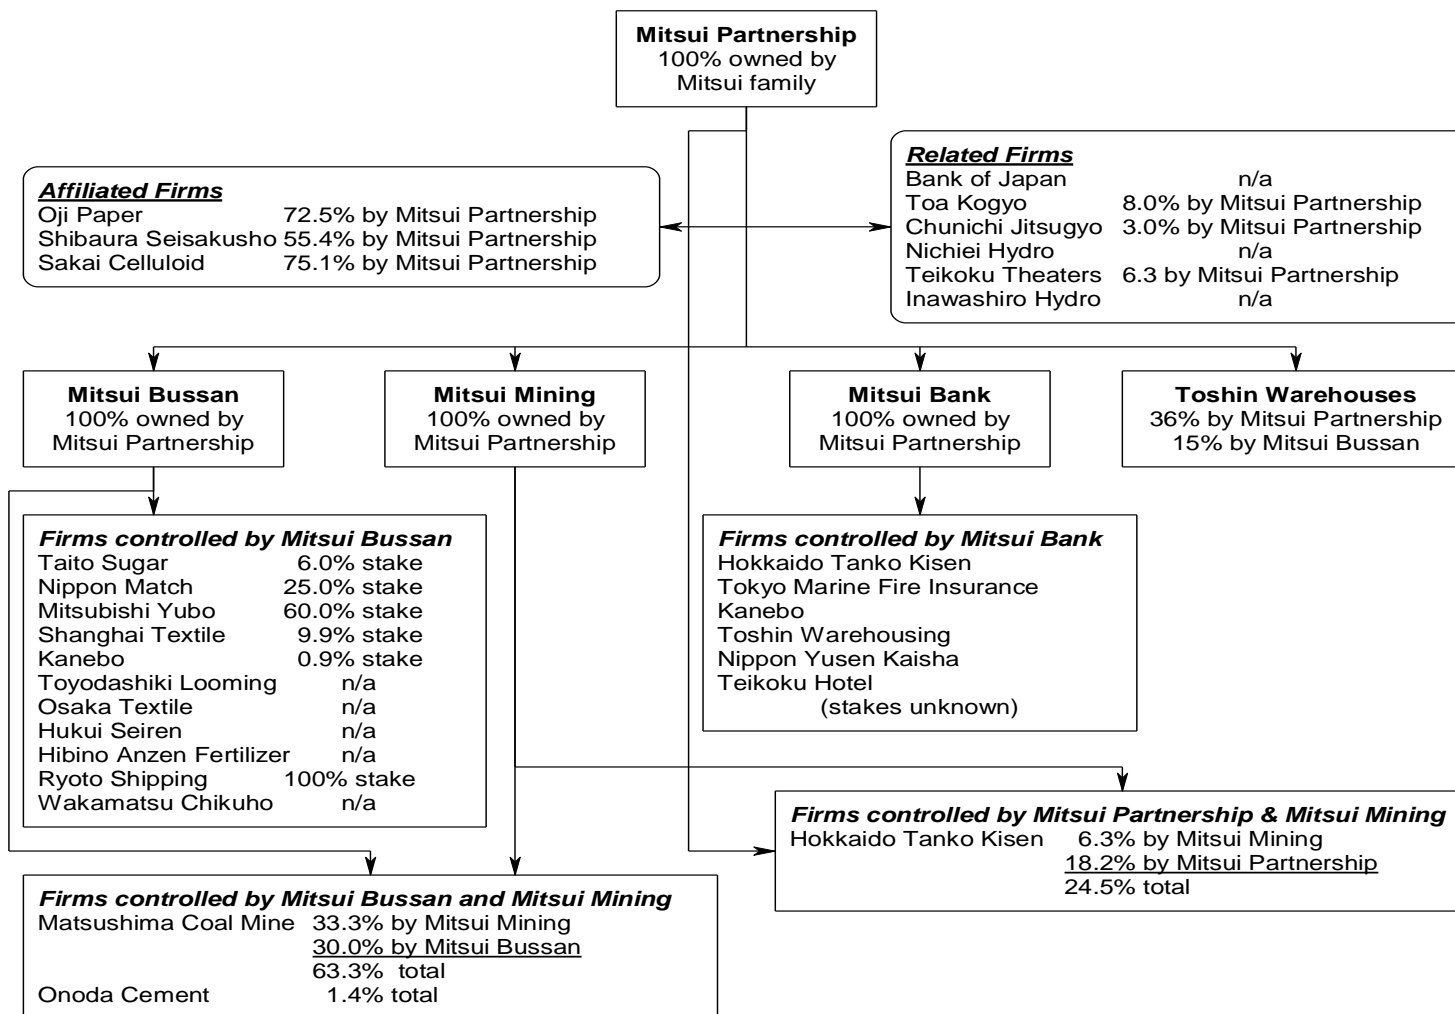 Mitsui Partnership
100% owned by
Mitsui family
Affiliated Firms
Oji Paper 72.5% by Mitsui Partnership
Shibaura Seisakusho 55.4% by Mitsui Partnership
Sakai Celluloid 75.1% by Mitsui Partnership
Related Firms
Bank of Japan n/a
Toa Kogyo 8.0% by Mitsui Partnership
Chunichi Jitsugyo 3.0% by Mitsui Partnership
Nichiei Hydro n/a
Teikoku Theaters 6.3 by Mitsui Partnership
Inawashiro Hydro n/a
Mitsui Bussan
100% owned by
Mitsui Partnership
Mitsui Mining
100% owned by
Mitsui Partnership
Mitsui Bank
100% owned by
Mitsui Partnership
Toshin Warehouses
36% by Mitsui Partnership
15% by Mitsui Bussan
Firms controlled by Mitsui Bussan
Taito Sugar 6.0% stake
Nippon Match 25.0% stake
Mitsubishi Yubo 60.0% stake
Shanghai Textile 9.9% stake
Kanebo 0.9% stake
Toyodashiki Looming n/a
Osaka Textile n/a
Hukui Seiren n/a
Hibino Anzen Fertilizer n/a
Ryoto Shipping 100% stake
Wakamatsu Chikuho n/a
Firms controlled by Mitsui Bank
Hokkaido Tanko Kisen
Tokyo Marine Fire Insurance
Kanebo
Toshin Warehousing
Nippon Yusen Kaisha
Teikoku Hotel
(stakes unknown)
Firms controlled by Mitsui Partnership & Mitsui Mining
Hokkaido Tanko Kisen 6.3% by Mitsui Mining
18.2% by Mitsui Partnership
24.5% total
Firms controlled by Mitsui Bussan and Mitsui Mining
Matsushima Coal Mine 33.3% by Mitsui Mining
30.0% by Mitsui Bussan
63.3% total
Onoda Cement 1.4% total